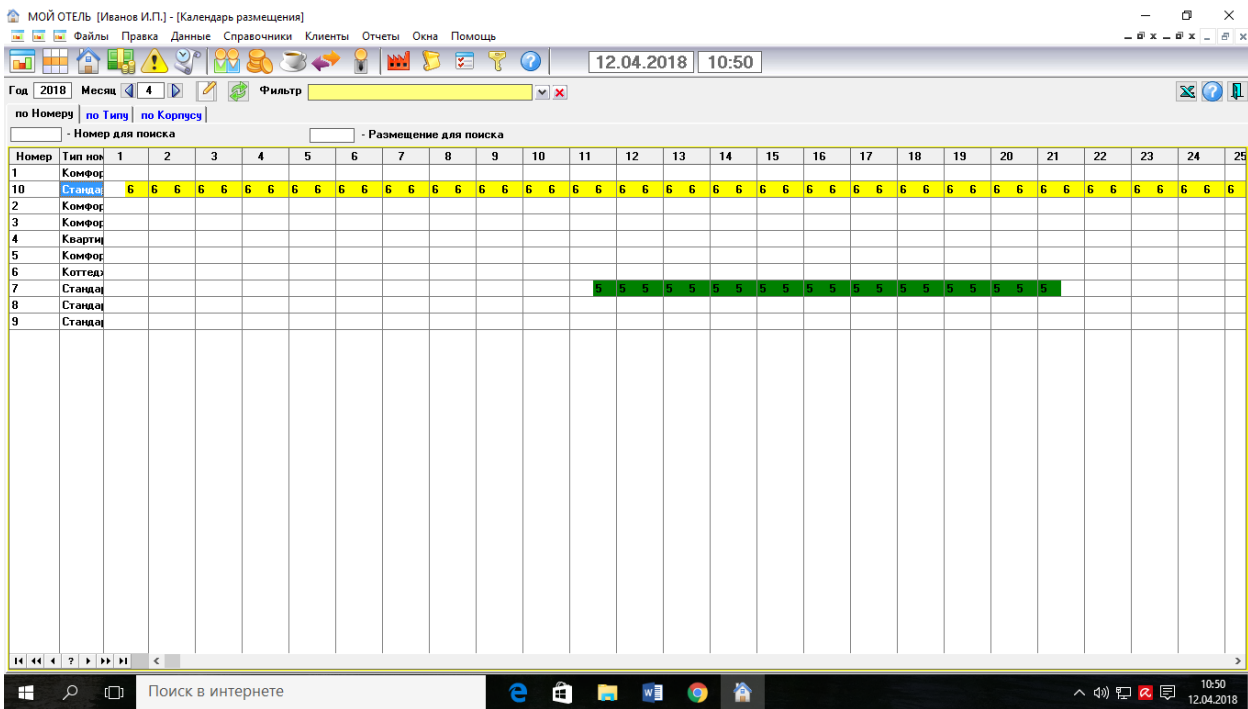 МОЙ ОТЕЛЬ [Иванов И.П.] - [Календарь размещения]
Файлы Правка Данные Справочники Клиенты Отчеты Окна Помощь
12.04.2018 10:50
Год 2018 Месяц 4 Фильтр
по Номеру по Типу по Корпусу
- Номер для поиска - Размещение для поиска
Номер Тип ном 1 2 3 4 5 6 7 8 9 10 11 12 13 14 15 16 17 18 19 20 21 22 23 24 25
1 Комфор
10 Стандар 6 6 6 6 6 6 6 6 6 6 6 6 6 6 6 6 6 6 6 6 6 6 6 6 6 6 6 6 6 6 6 6 6 6 6 6 6 6 6 6 6 6 6 6 6 6 6 6
2 Комфор
3 Комфор
4 Квартир
5 Комфор
6 Коттедж
7 Стандар 5 5 5 5 5 5 5 5 5 5 5 5 5 5 5 5 5 5 5 5
8 Стандар
9 Стандар
Поиск в интернете
10:50
12.04.2018